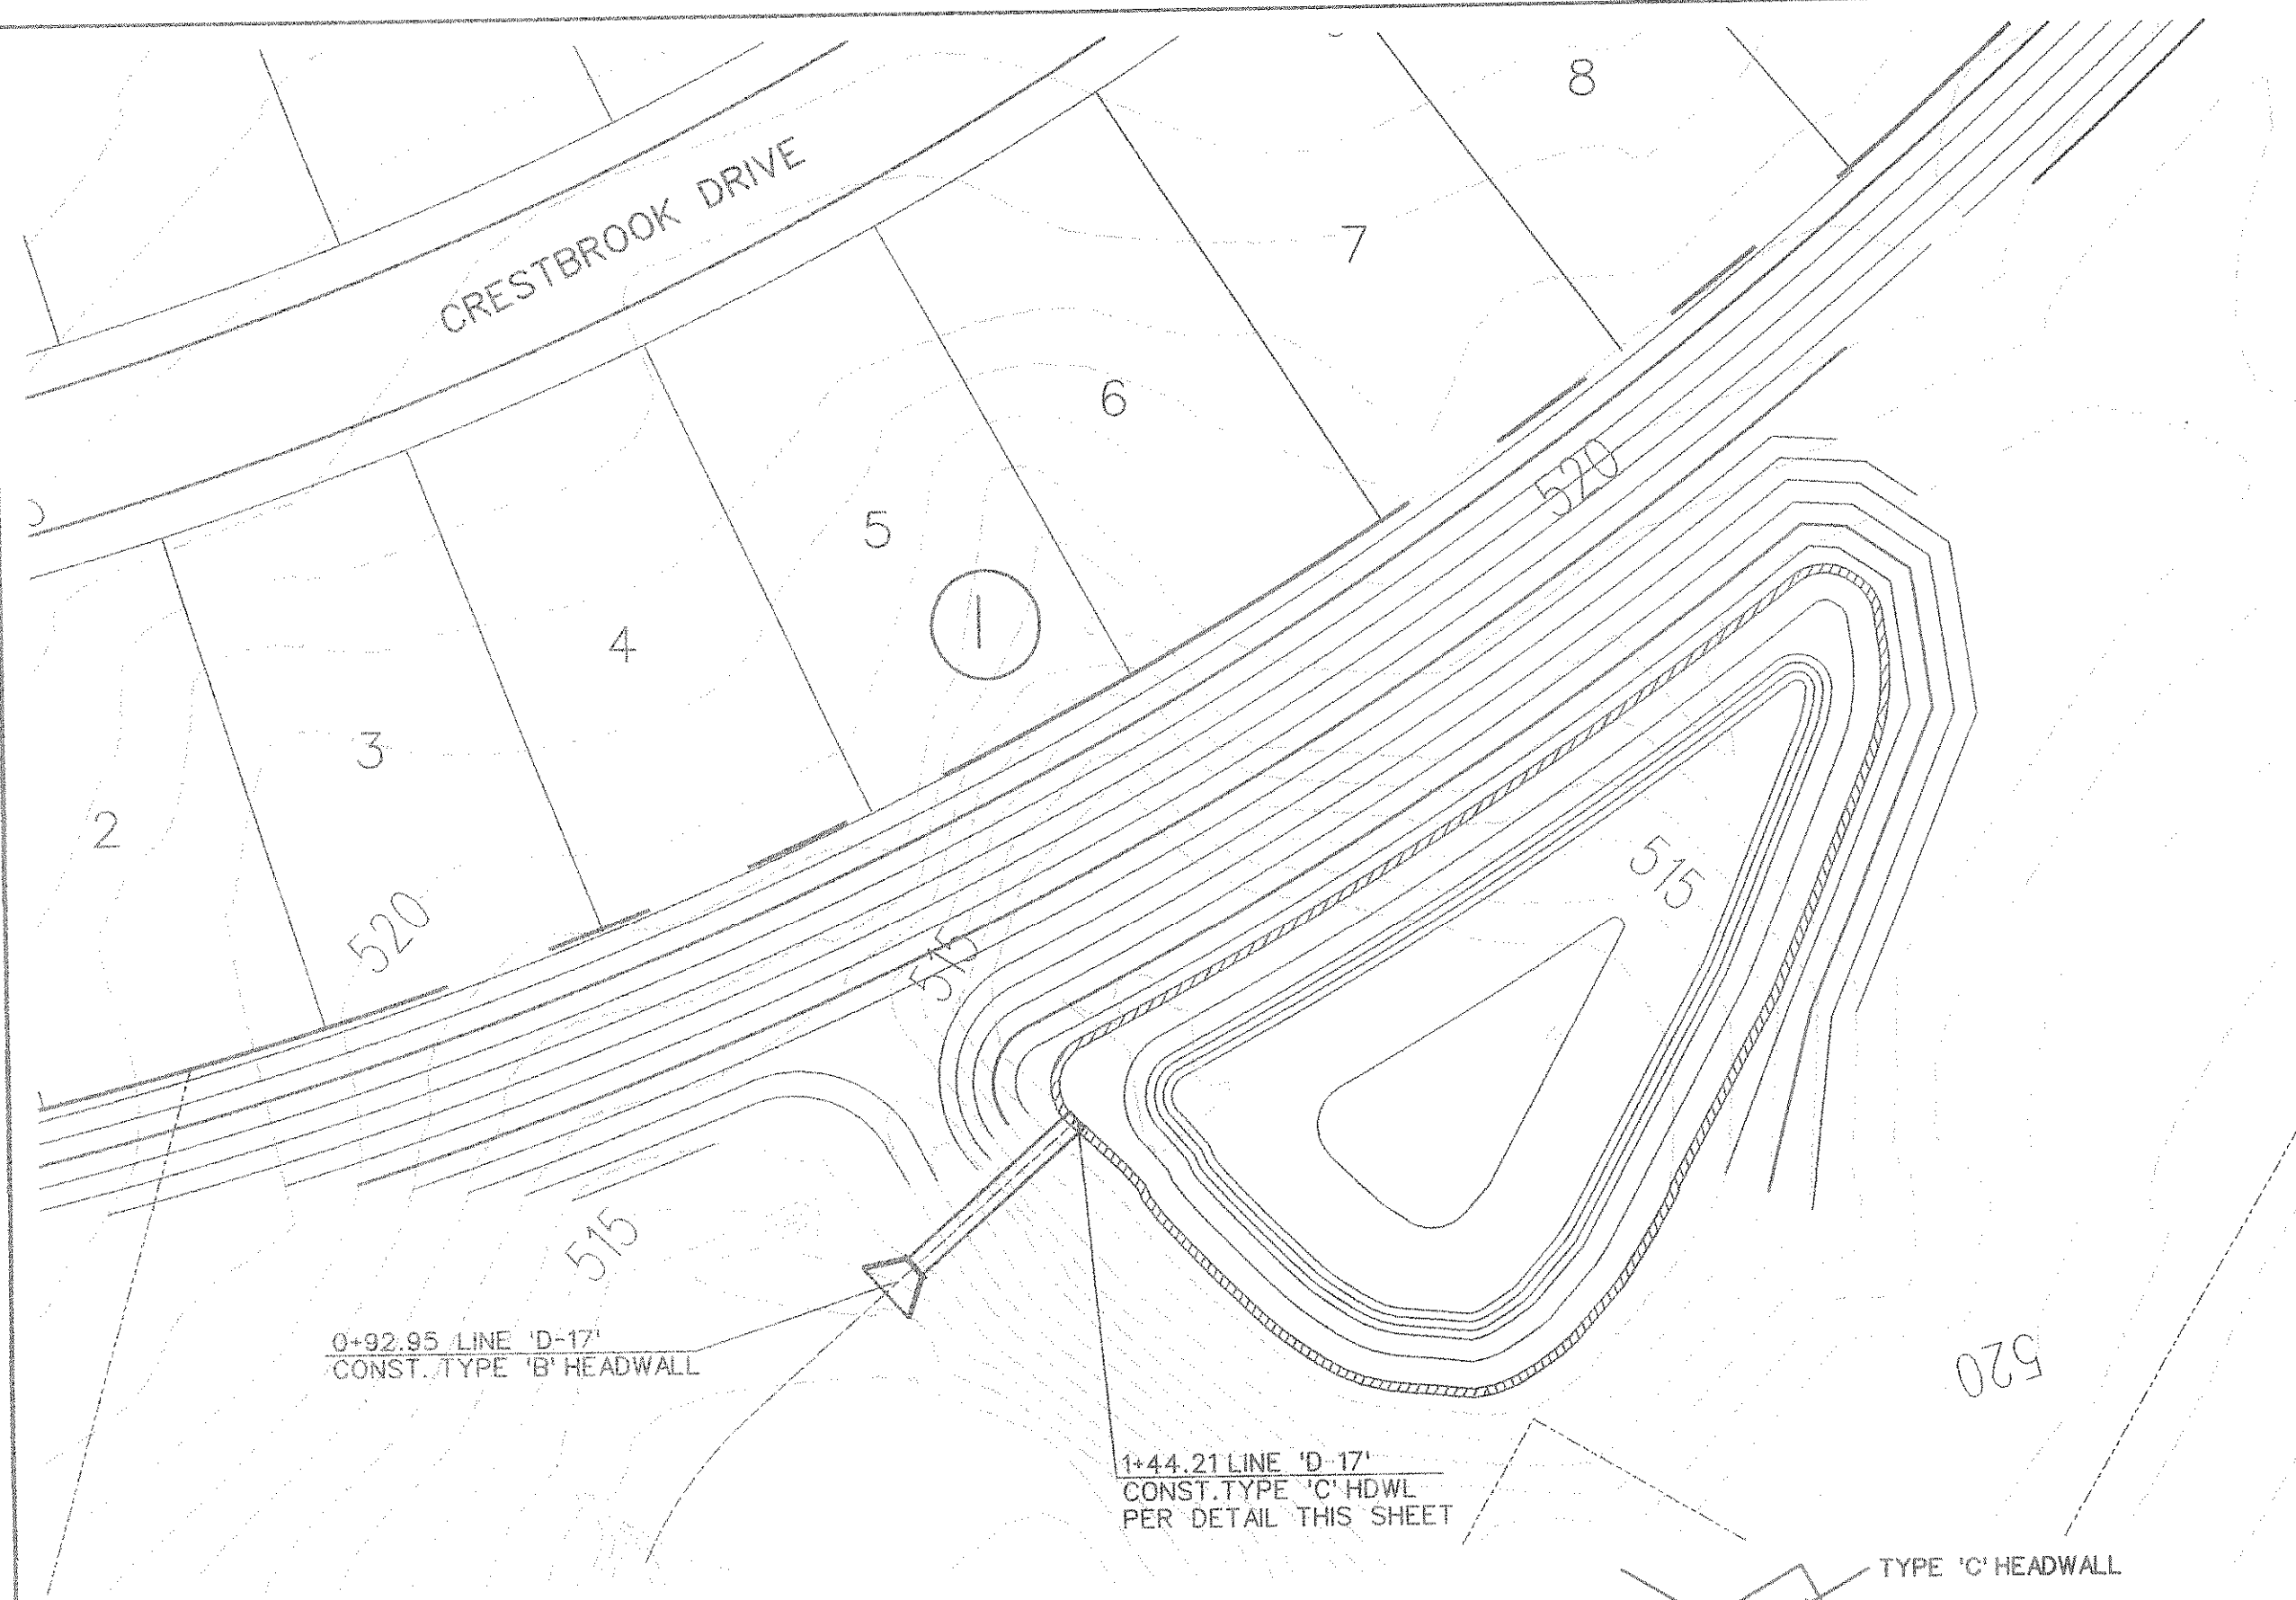 8
CRESTBROOK DRIVE
7
6
520
5
1
4
3
2
515
520
515
515
0+92.95 LINE 'D-17'
CONST. TYPE 'B' HEADWALL
520
1+44.21 LINE 'D-17'
CONST. TYPE 'C' HDWL
PER DETAIL THIS SHEET
TYPE 'C' HEADWALL